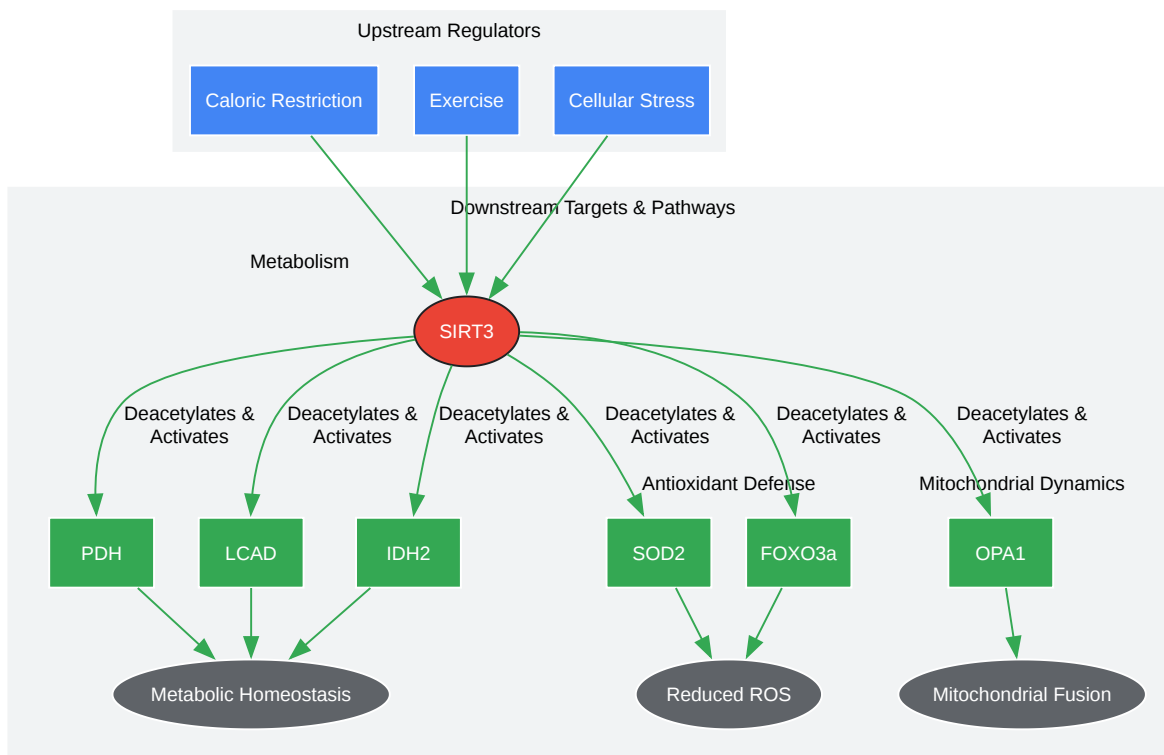 Upstream Regulators
Caloric Restriction
Exercise
Cellular Stress
Downstream Targets & Pathways
Metabolism
SIRT3
Deacetylates &
Activates
Deacetylates &
Activates
Deacetylates &
Activates
Deacetylates &
Activates
Deacetylates &
Activates
Deacetylates &
Activates
Antioxidant Defense
Mitochondrial Dynamics
PDH
LCAD
IDH2
SOD2
FOXO3a
OPA1
Metabolic Homeostasis
Reduced ROS
Mitochondrial Fusion